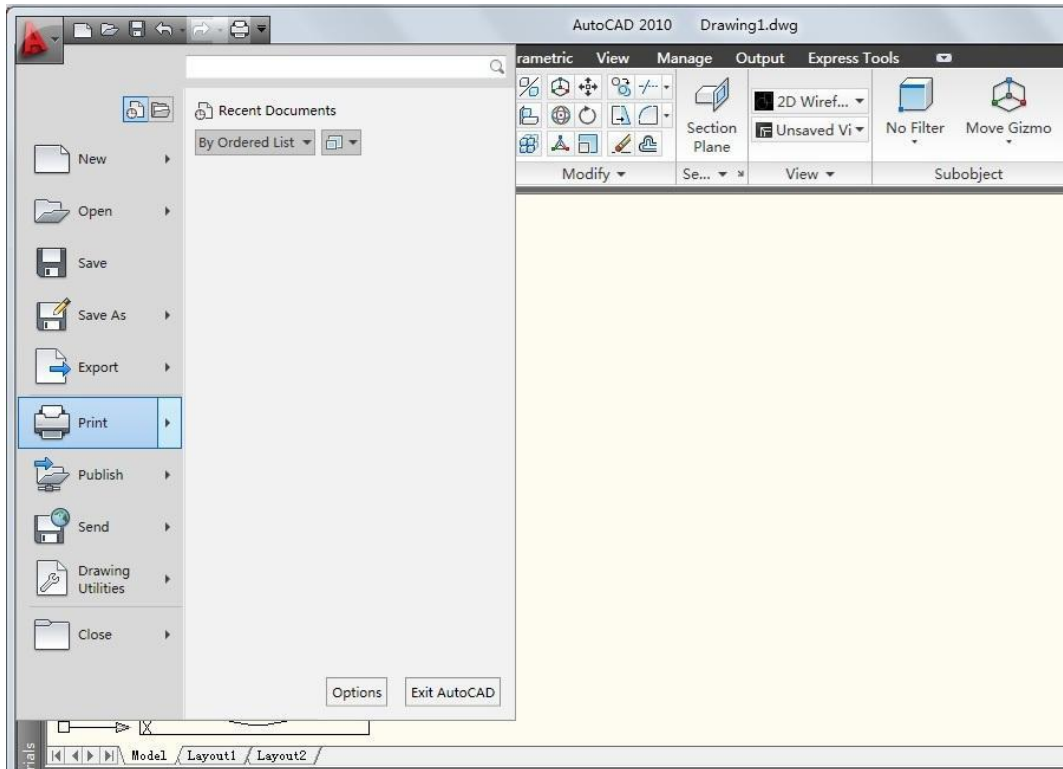 AutoCAD 2010 Drawing1.dwg
View Manage Output Express Tools
Recent Documents
By Ordered List
New
Open
Save
Save As
Export
Print
Publish
Send
Drawing
Utilities
Close
Options
Exit AutoCAD
Section
Plane
2D Wiref...
Unsaved Vi
No Filter
Move Gizmo
Modify
Se...
View
Subobject
X
Model
Layout1
Layout2